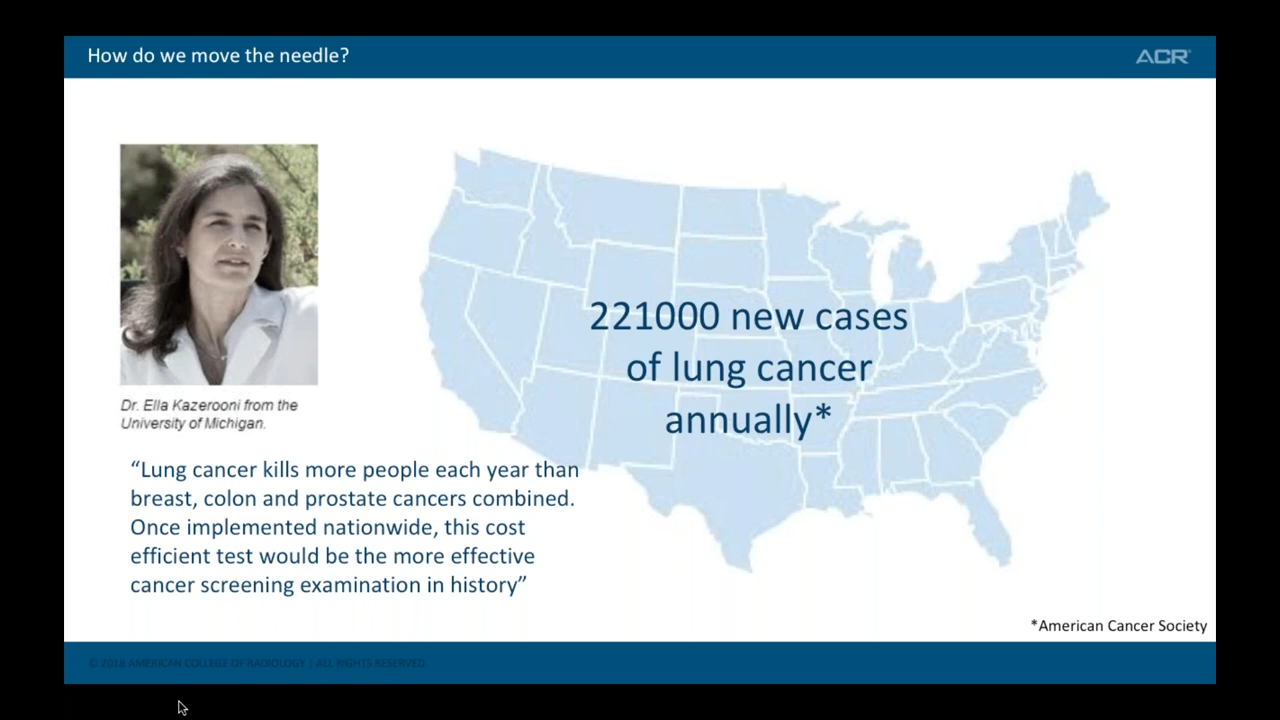 How do we move the needle?
ACR
Dr. Ella Kazerooni from the
University of Michigan.
“Lung cancer kills more people each year than
breast, colon and prostate cancers combined.
Once implemented nationwide, this cost
efficient test would be the more effective
cancer screening examination in history”
221000 new cases
of lung cancer
annually*
*American Cancer Society
© 2018 AMERICAN COLLEGE OF RADIOLOGY | ALL RIGHTS RESERVED.